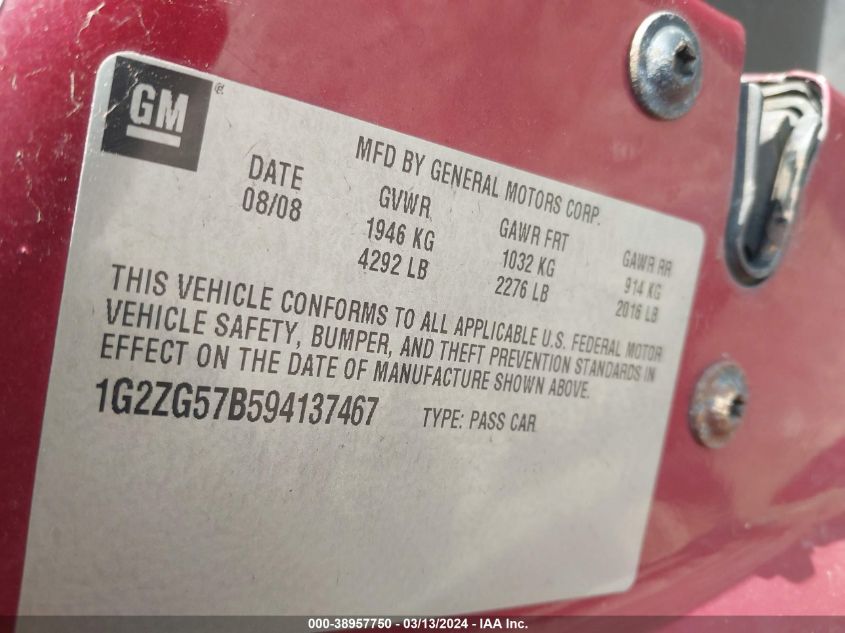 GM®
MFD BY GENERAL MOTORS CORP.
DATE GVWR GAWR FRT GAWR RR
08/08 1946 KG 1032 KG 914 KG
4292 LB 2276 LB 2016 LB
THIS VEHICLE CONFORMS TO ALL APPLICABLE U.S. FEDERAL MOTOR
VEHICLE SAFETY, BUMPER, AND THEFT PREVENTION STANDARDS IN
EFFECT ON THE DATE OF MANUFACTURE SHOWN ABOVE.
1G2ZG57B594137467 TYPE: PASS CAR
000-38957750 - 03/13/2024 - IAA Inc.